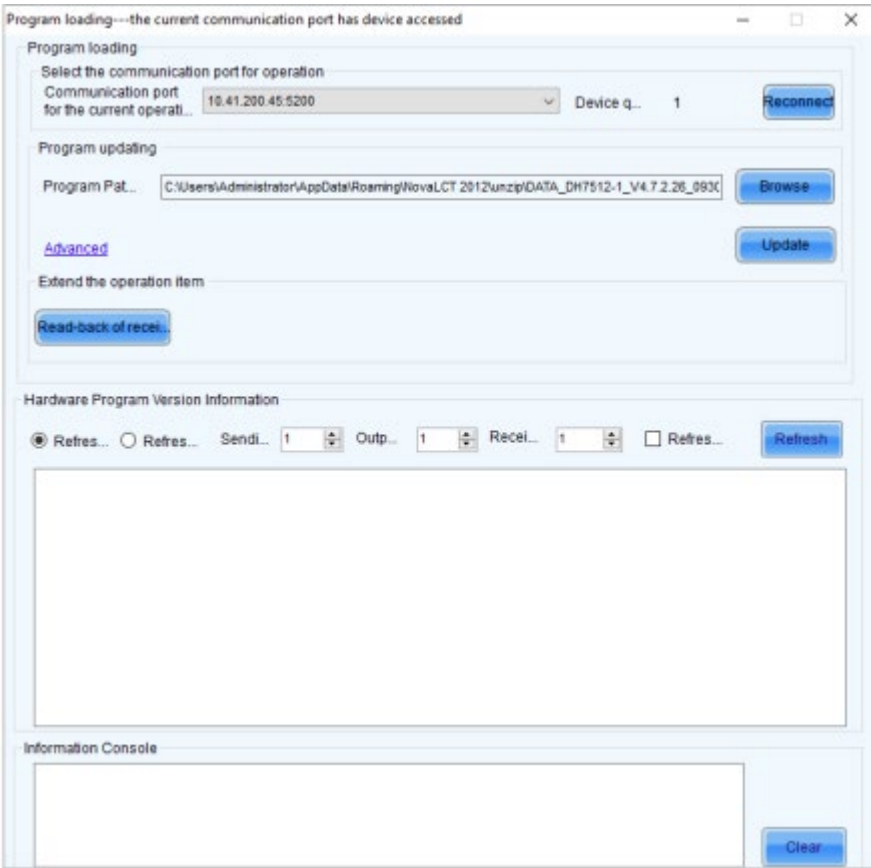 Program loading---the current communication port has device accessed
Program loading
Select the communication port for operation
Communication port
for the current operati...
10.41.200.45:5200
Device q...
1
Reconnect
Program updating
Program Pat...
C:\Users\Administrator\AppData\Roaming\NovaLCT 2012\unzip\DATA_DH7512-1_V4.7.2.26_093(
Browse
Advanced
Update
Extend the operation item
Read-back of recei...
Hardware Program Version Information
Refres...
Refres...
Sendi...
1
Outp...
1
Recei...
1
Refres...
Refresh
Information Console
Clear